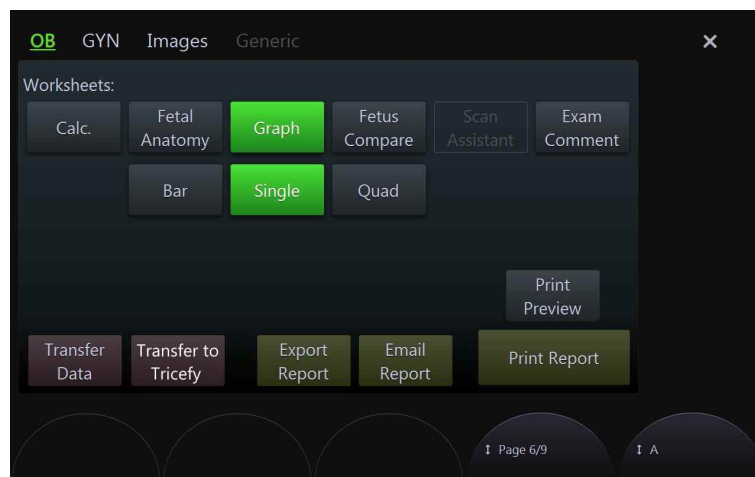 OB GYN Images Generic
Worksheets:
Calc.
Fetal
Anatomy
Graph
Fetus
Compare
Scan
Assistant
Exam
Comment
Bar
Single
Quad
Print
Preview
Transfer
Data
Transfer to
Tricefy
Export
Report
Email
Report
Print Report
Page 6/9
A